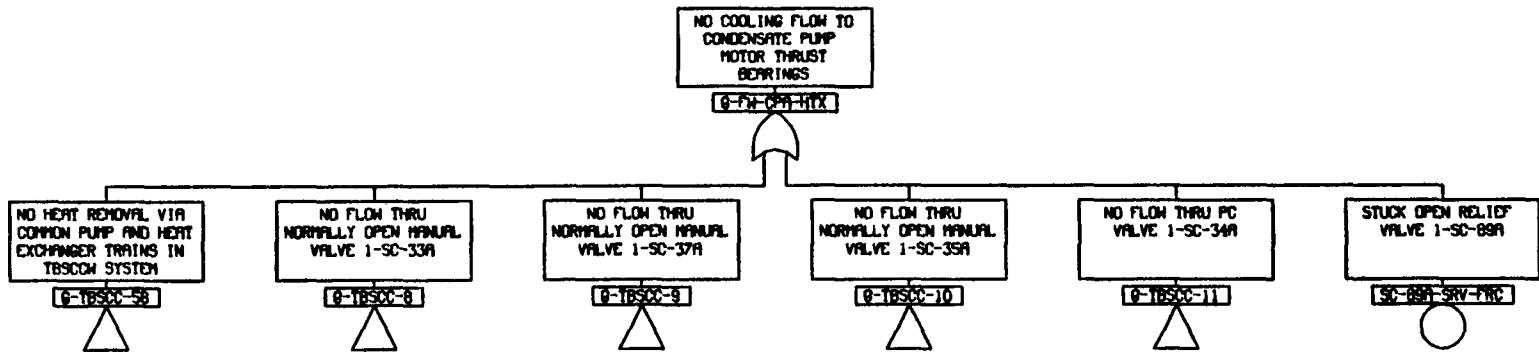 NO COOLING FLOW TO
CONDENSATE PUMP
MOTOR THRUST
BEARINGS
G-FW-CPA-HTX
NO HEAT REMOVAL VIA
COMMON PUMP AND HEAT
EXCHANGER TRAINS IN
TBSCCW SYSTEM
G-TBSCC-5B
NO FLOW THRU
NORMALLY OPEN MANUAL
VALVE 1-SC-33A
G-TBSCC-8
NO FLOW THRU
NORMALLY OPEN MANUAL
VALVE 1-SC-37A
G-TBSCC-9
NO FLOW THRU
NORMALLY OPEN MANUAL
VALVE 1-SC-35A
G-TBSCC-10
NO FLOW THRU PC
VALVE 1-SC-34A
G-TBSCC-11
STUCK OPEN RELIEF
VALVE 1-SC-89A
SC-89A-SRV-FRC